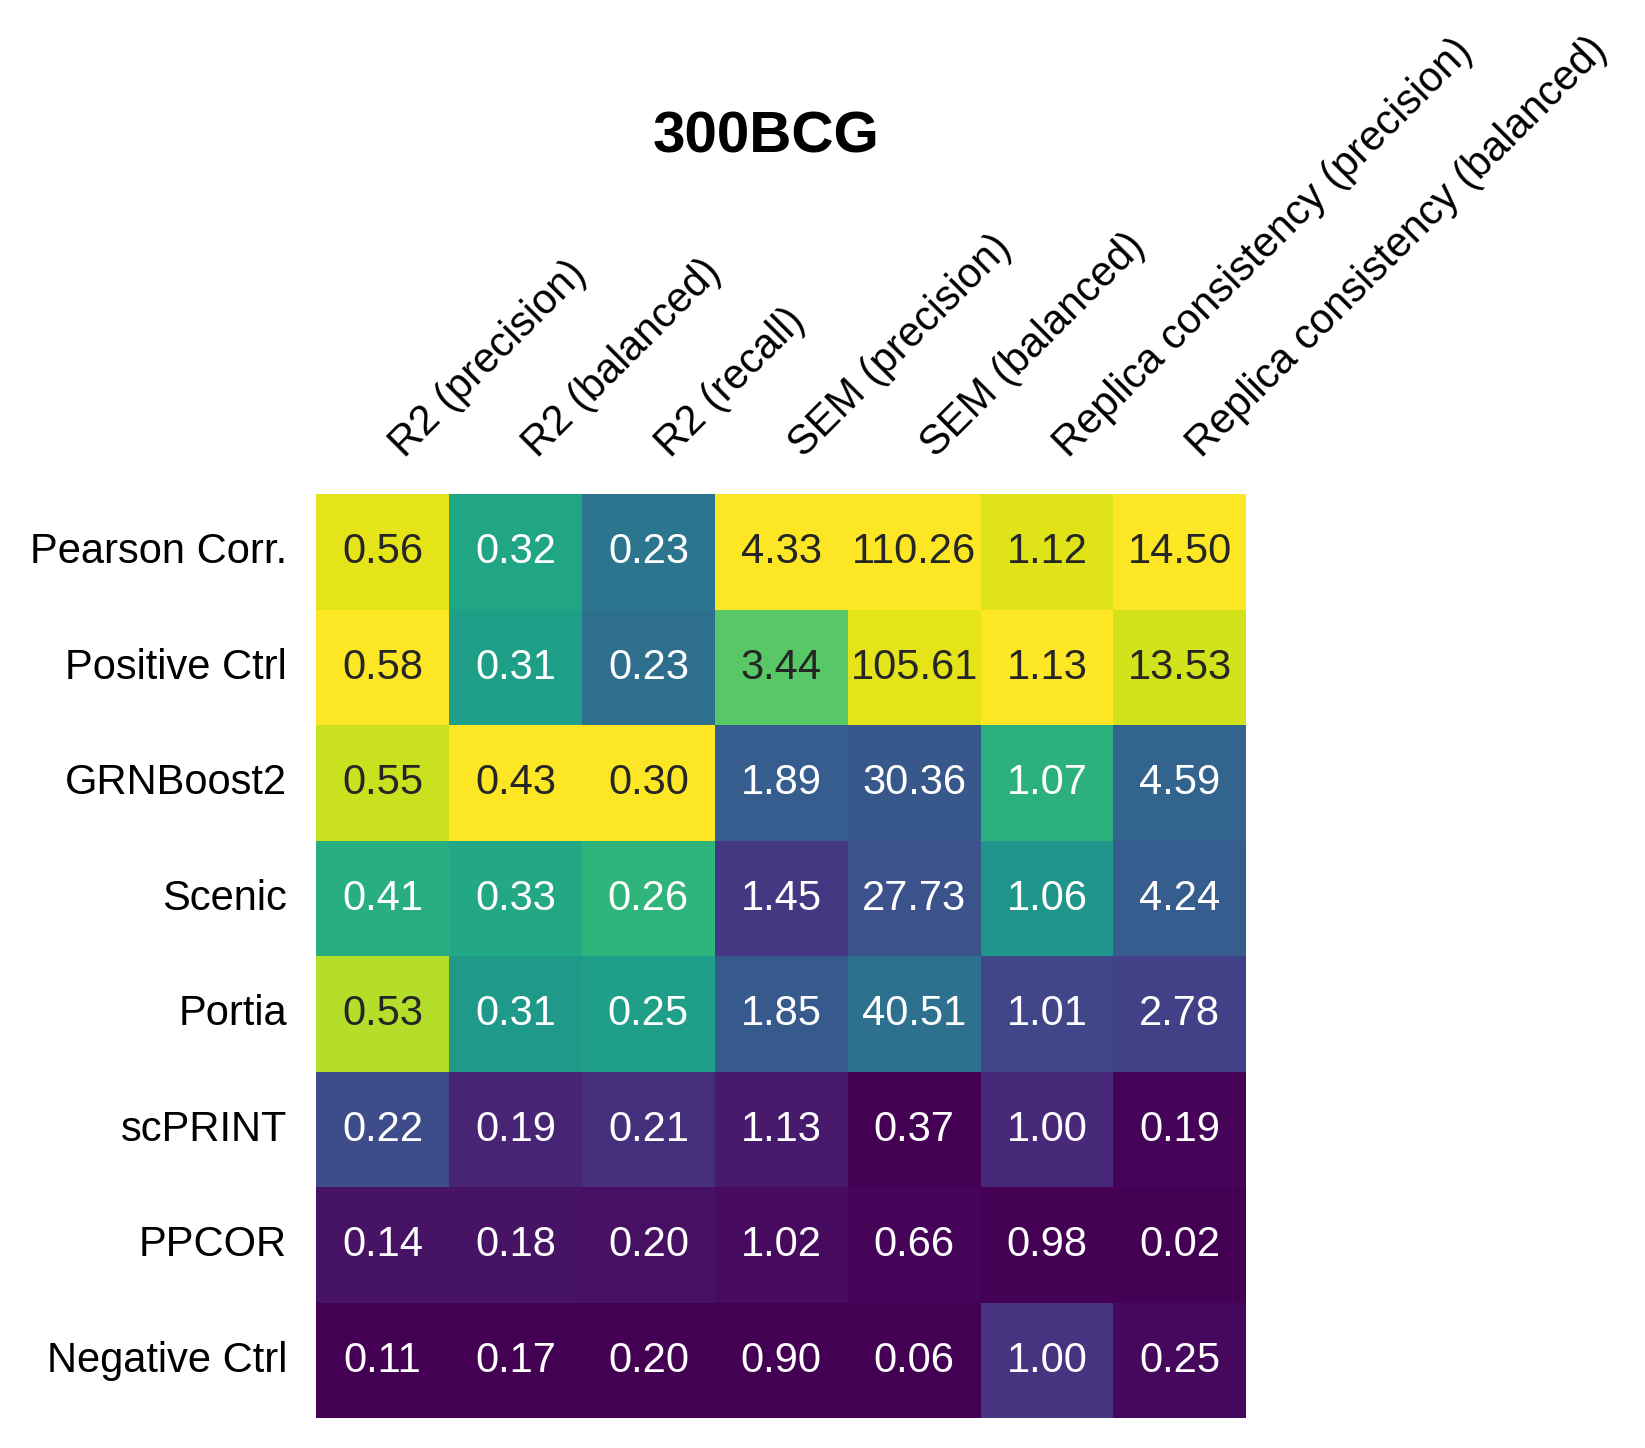 300BCG
R2 (precision)
R2 (balanced)
R2 (recall)
SEM (precision)
SEM (balanced)
Replica consistency (precision)
Replica consistency (balanced)
Pearson Corr. 0.56 0.32 0.23 4.33 110.26 1.12 14.50
Positive Ctrl 0.58 0.31 0.23 3.44 105.61 1.13 13.53
GRNBoost2 0.55 0.43 0.30 1.89 30.36 1.07 4.59
Scenic 0.41 0.33 0.26 1.45 27.73 1.06 4.24
Portia 0.53 0.31 0.25 1.85 40.51 1.01 2.78
scPRINT 0.22 0.19 0.21 1.13 0.37 1.00 0.19
PPCOR 0.14 0.18 0.20 1.02 0.66 0.98 0.02
Negative Ctrl 0.11 0.17 0.20 0.90 0.06 1.00 0.25